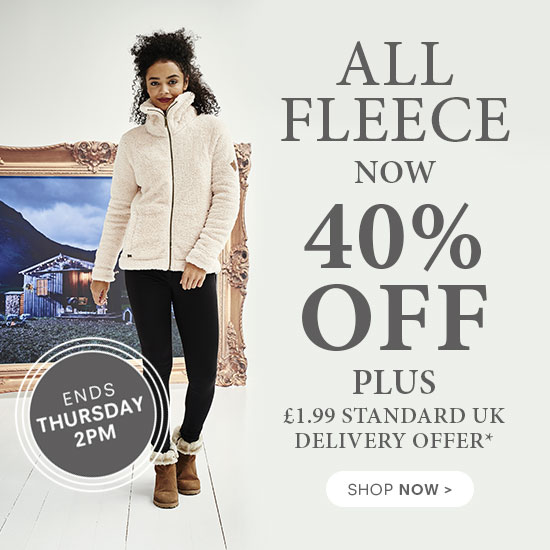 ALL
FLEECE
NOW
40%
OFF
PLUS
£1.99 STANDARD UK
DELIVERY OFFER*
SHOP NOW >
ENDS
THURSDAY
2PM